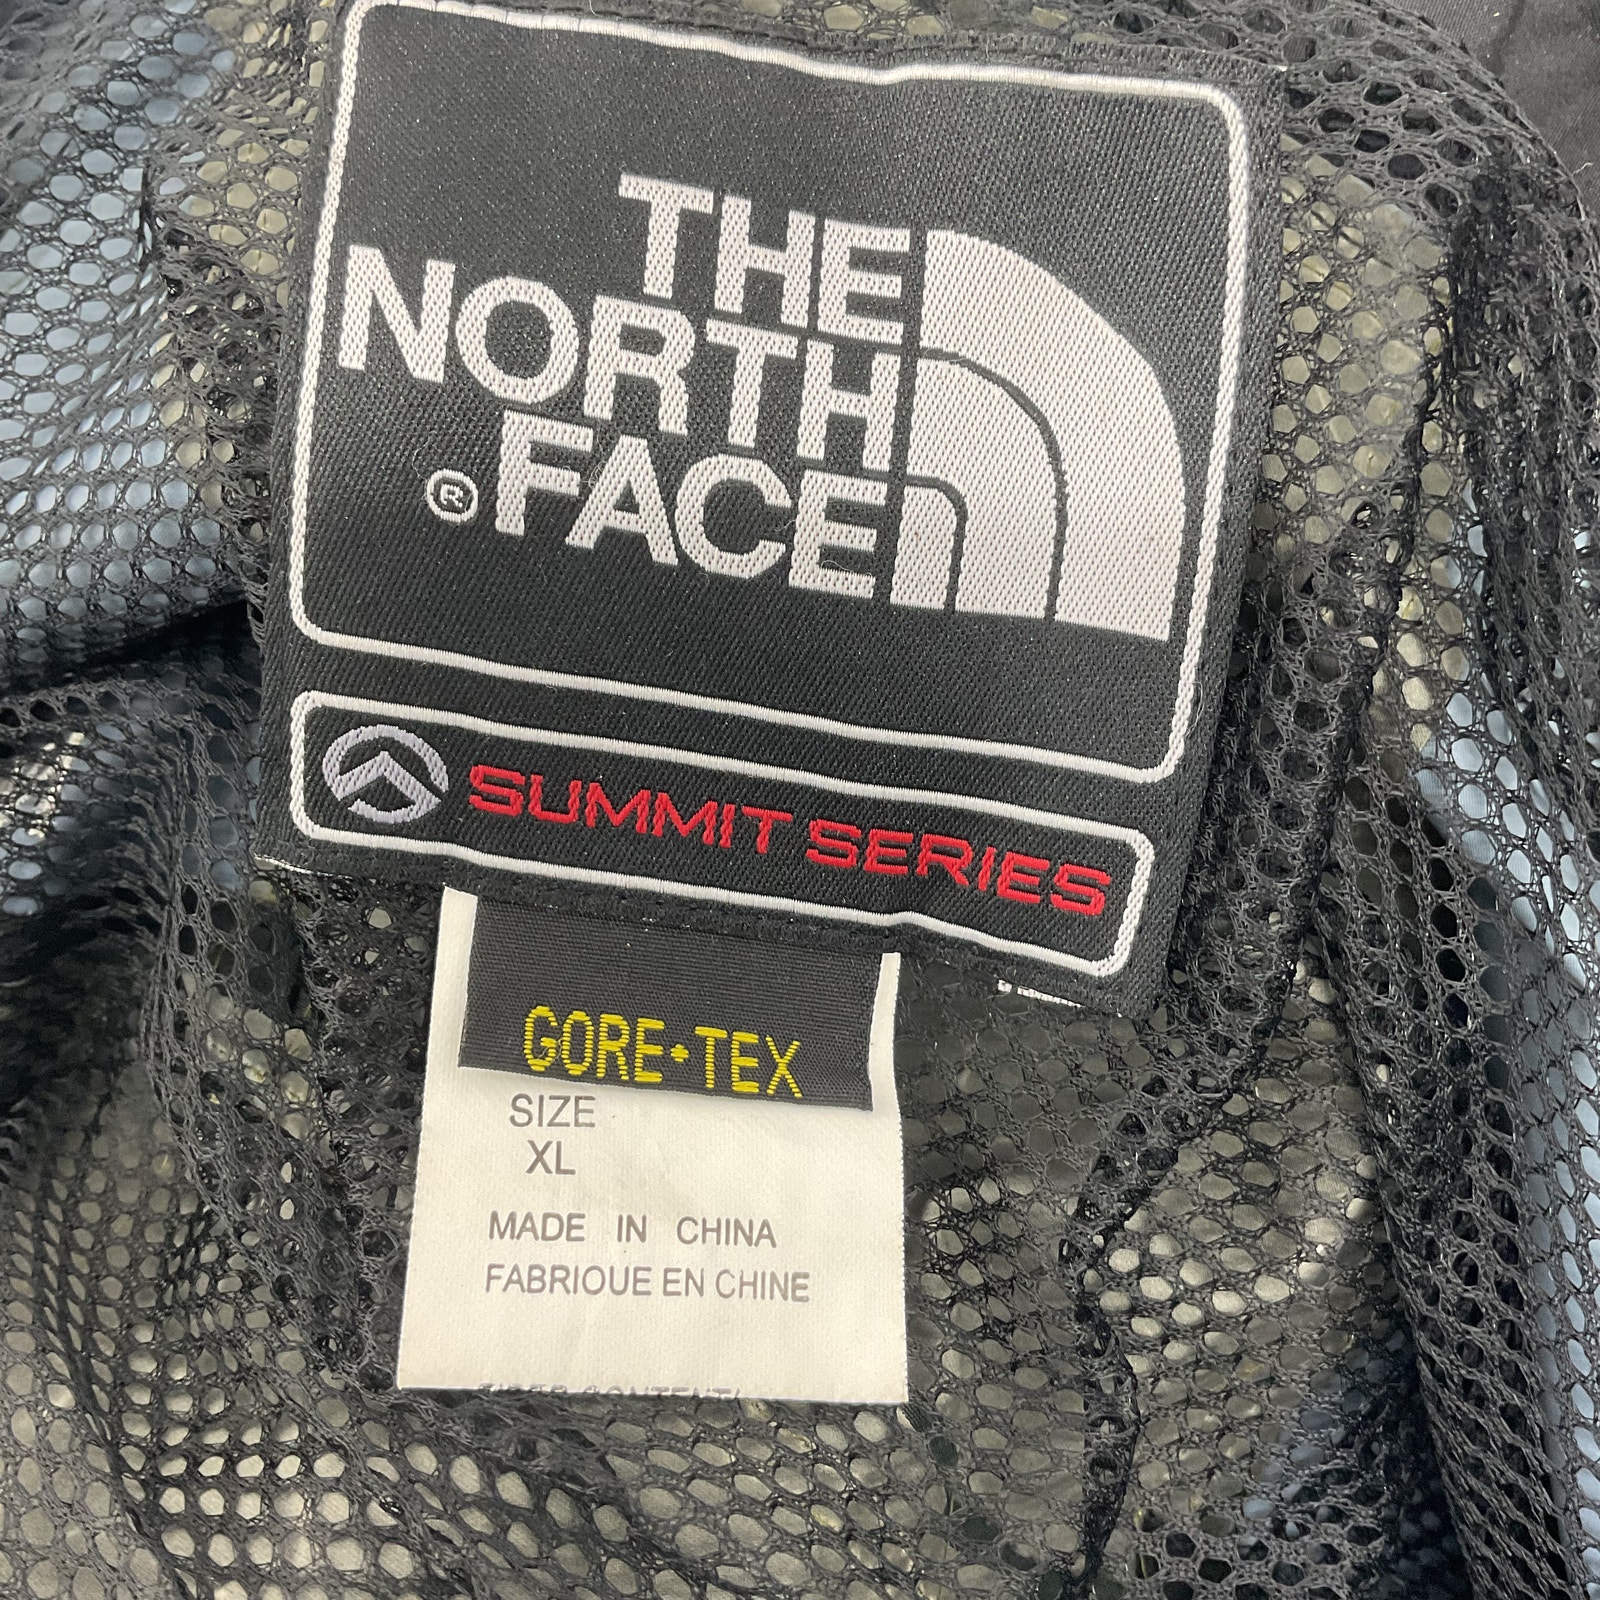 THE
NORTH
® FACE
SUMMIT SERIES
GORE·TEX
SIZE
XL
MADE IN CHINA
FABRIOUE EN CHINE